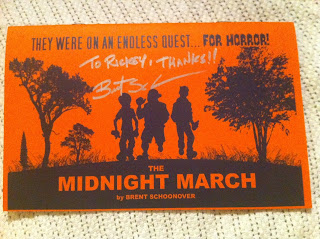 THEY WERE ON AN ENDLESS QUEST... FOR HORROR!
TO RICKEY, THANKS!!
THE
MIDNIGHT MARCH
by BRENT SCHOONOVER